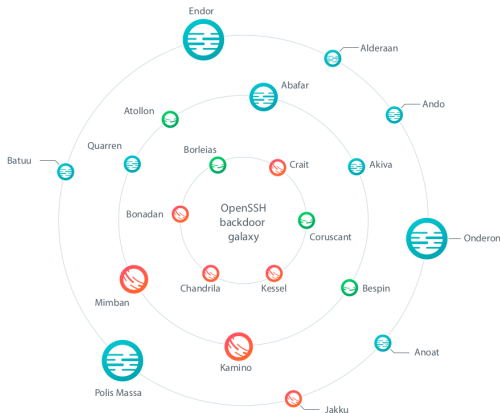 Endor
Alderaan
Abafar
Ando
Atollon
Quarren
Borleias
Batuu
Crait
Akiva
OpenSSH
backdoor
galaxy
Bonadan
Coruscant
Onderon
Chandrila
Kessel
Bespin
Mimban
Anoat
Kamino
Polis Massa
Jakku